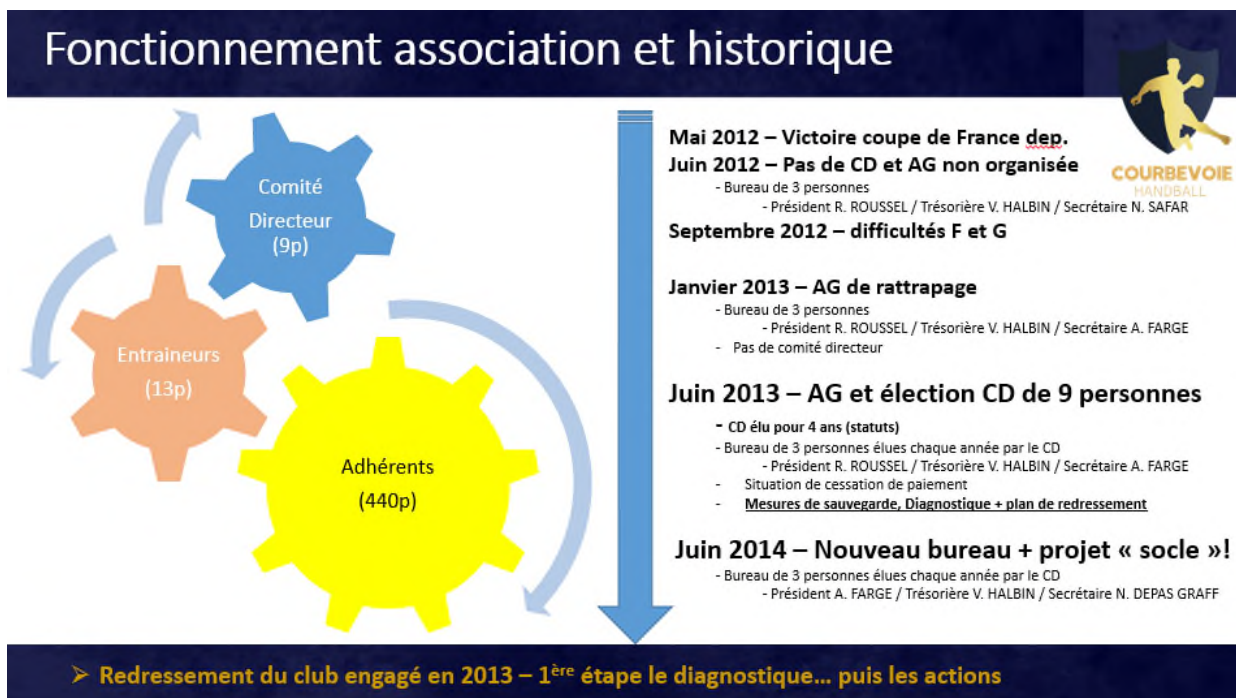 Fonctionnement association et historique
COURBEVOIE
HANDBALL
Comité
Directeur
(9p)
Entraineurs
(13p)
Adhérents
(440p)
Mai 2012 – Victoire coupe de France dep.
Juin 2012 – Pas de CD et AG non organisée
- Bureau de 3 personnes
- Président R. ROUSSEL / Trésorière V. HALBIN / Secrétaire N. SAFAR
Septembre 2012 – difficultés F et G
Janvier 2013 – AG de rattrapage
- Bureau de 3 personnes
- Président R. ROUSSEL / Trésorière V. HALBIN / Secrétaire A. FARGE
- Pas de comité directeur
Juin 2013 – AG et élection CD de 9 personnes
- CD élu pour 4 ans (statuts)
- Bureau de 3 personnes élues chaque année par le CD
- Président R. ROUSSEL / Trésorière V. HALBIN / Secrétaire A. FARGE
- Situation de cessation de paiement
- Mesures de sauvegarde, Diagnostique + plan de redressement
Juin 2014 – Nouveau bureau + projet « socle »!
- Bureau de 3 personnes élues chaque année par le CD
- Président A. FARGE / Trésorière V. HALBIN / Secrétaire N. DEPAS GRAFF
➢ Redressement du club engagé en 2013 – 1ère étape le diagnostique… puis les actions